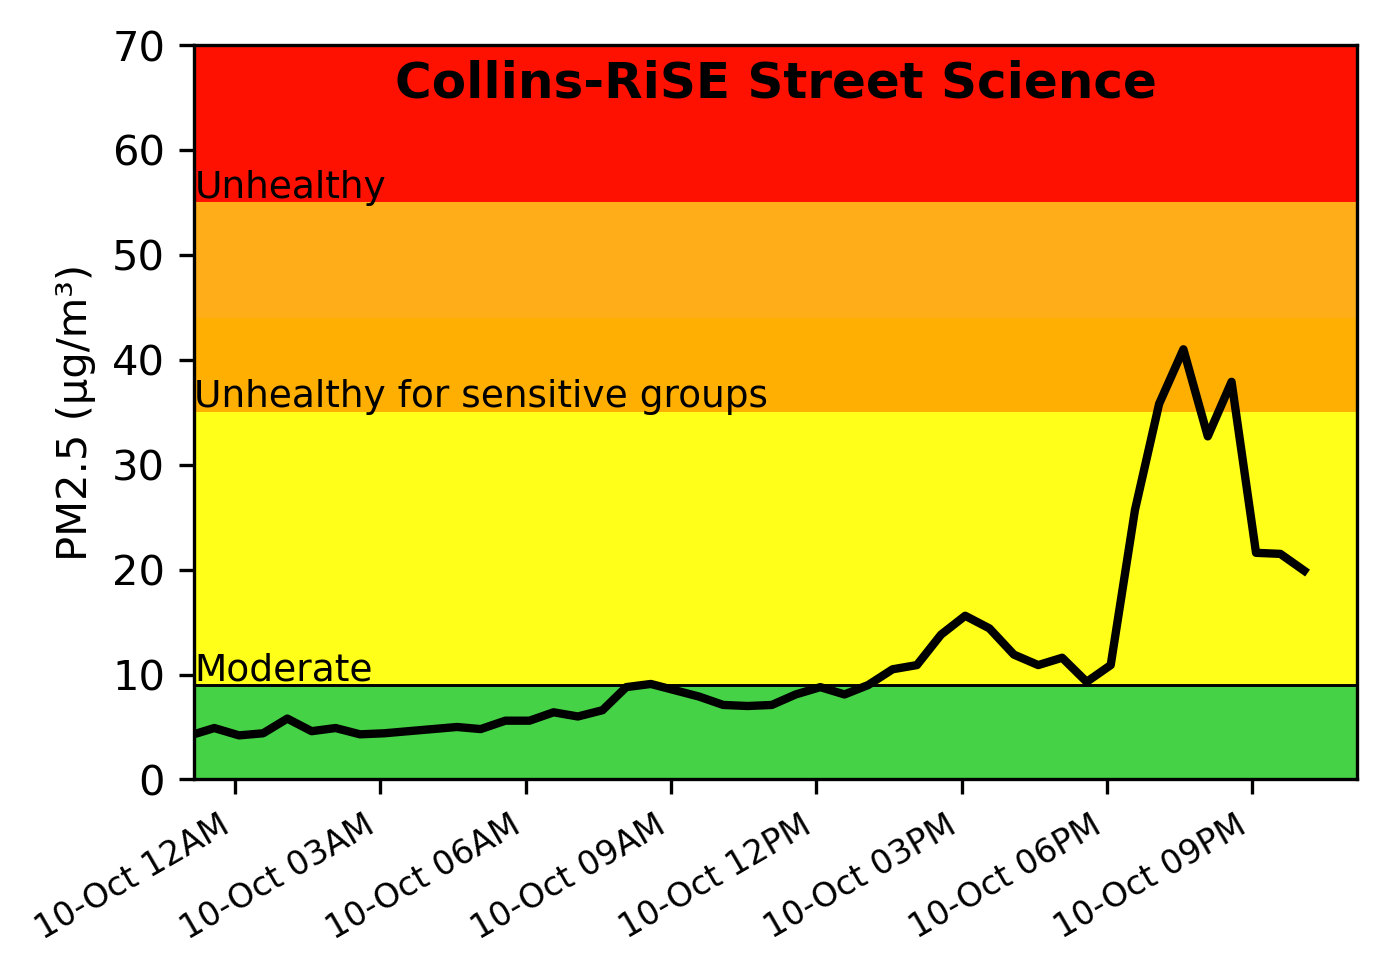 Collins-RiSE Street Science
70
60
50
40
30
20
10
0
PM2.5 (µg/m³)
Unhealthy
Unhealthy for sensitive groups
Moderate
10-Oct 12AM
10-Oct 03AM
10-Oct 06AM
10-Oct 09AM
10-Oct 12PM
10-Oct 03PM
10-Oct 06PM
10-Oct 09PM